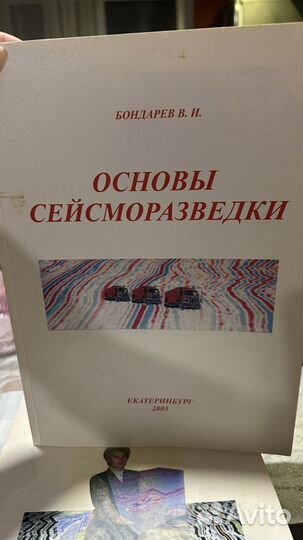 БОНДАРЕВ В. И.
ОСНОВЫ
СЕЙСМОРАЗВЕДКИ
ЕКАТЕРИНБУРГ
2003
Avito